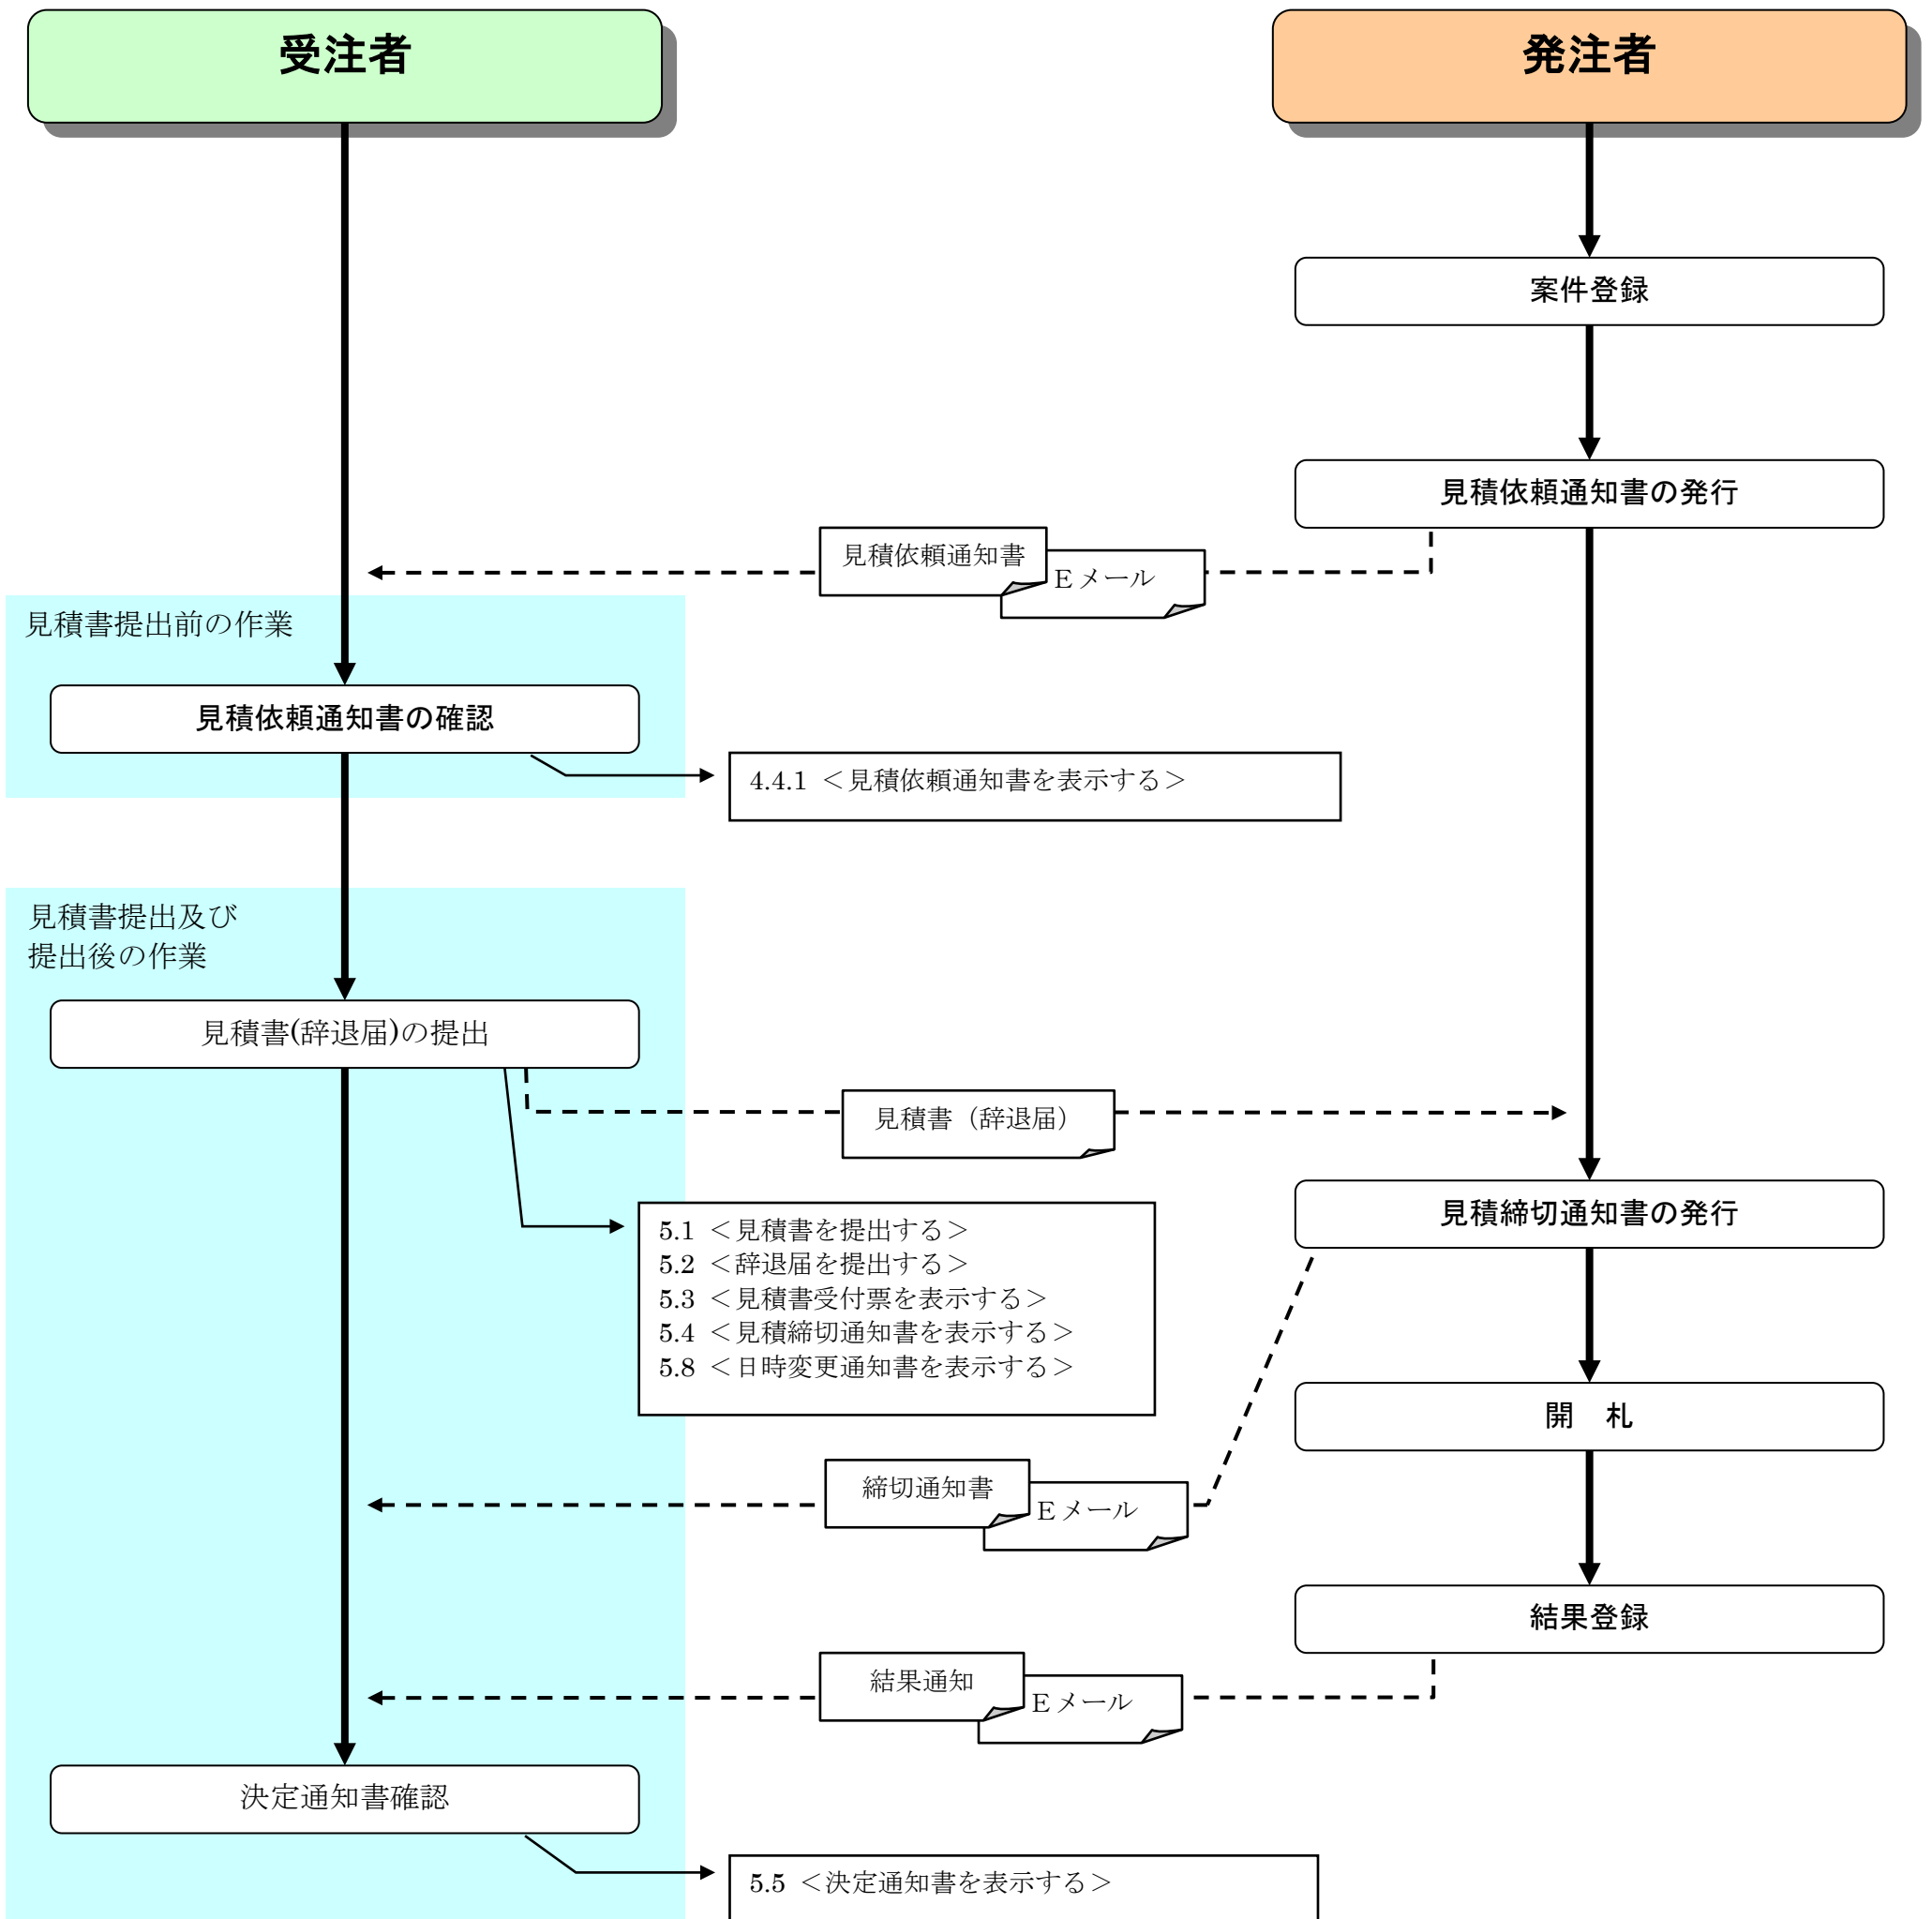 受注者
発注者
案件登録
見積依頼通知書の発行
見積依頼通知書
Ｅメール
見積書提出前の作業
見積依頼通知書の確認
4.4.1 ＜見積依頼通知書を表示する＞
見積書提出及び
提出後の作業
見積書(辞退届)の提出
見積書（辞退届）
見積締切通知書の発行
5.1 ＜見積書を提出する＞
5.2 ＜辞退届を提出する＞
5.3 ＜見積書受付票を表示する＞
5.4 ＜見積締切通知書を表示する＞
5.8 ＜日時変更通知書を表示する＞
開　札
締切通知書
Ｅメール
結果登録
結果通知
Ｅメール
決定通知書確認
5.5 ＜決定通知書を表示する＞